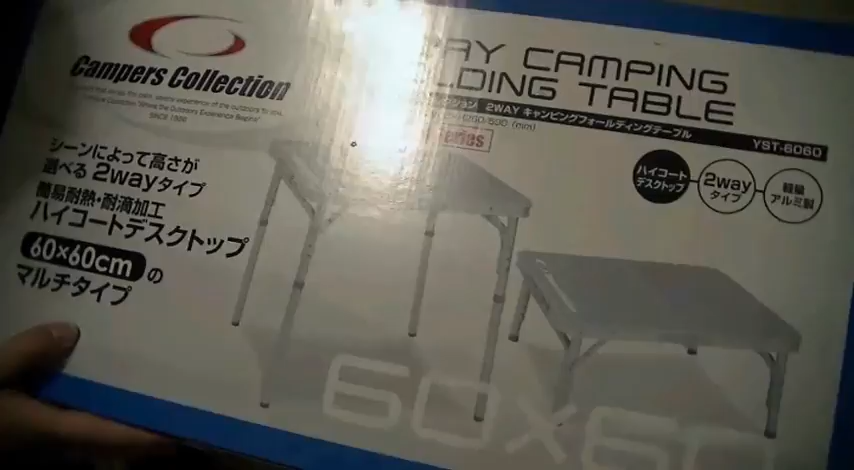 Campers Collection
SINCE 1990
WAY CAMPING
LDING TABLE
2WAY キャンピングフォールディングテーブル
YST-6060
(mm)
eries
シーンによって高さが
選べる 2wayタイプ
簡易耐熱・耐滴加工
ハイコートデスクトップ
60×60cmの
マルチタイプ
ハイコート
デスクトップ
2way
タイプ
軽量
アルミ製
60×60